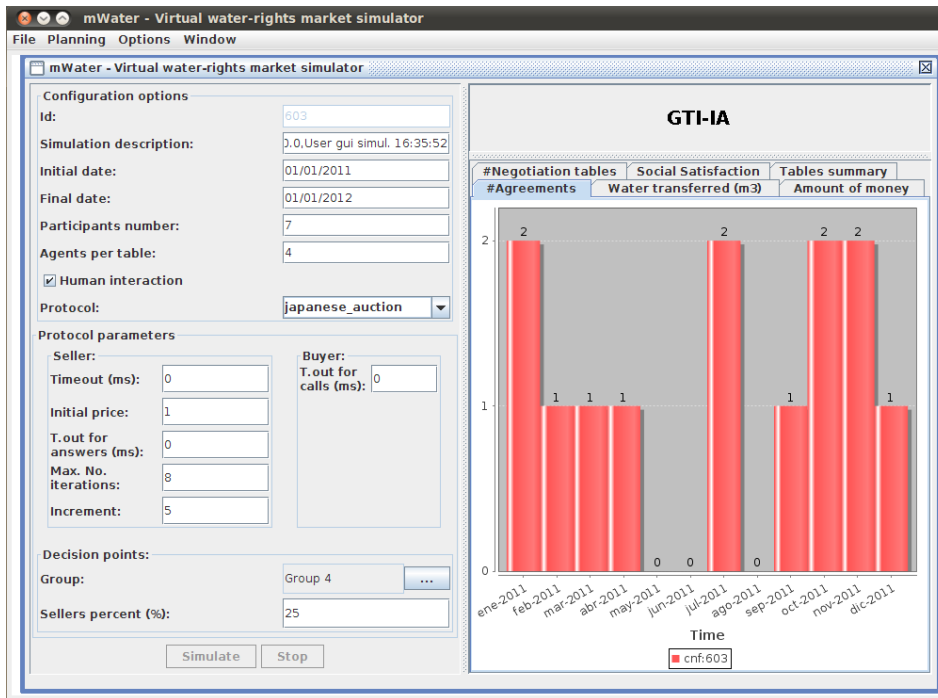 mWater - Virtual water-rights market simulator
File Planning Options Window
mWater - Virtual water-rights market simulator
Configuration options
Id: 603
Simulation description: 0.0,User gui simul. 16:35:52
Initial date: 01/01/2011
Final date: 01/01/2012
Participants number: 7
Agents per table: 4
Human interaction
Protocol: japanese_auction
Protocol parameters
Seller:
Timeout (ms): 0
Initial price: 1
T.out for
answers (ms): 0
Max. No.
iterations: 8
Increment: 5
Buyer:
T.out for
calls (ms): 0
Decision points:
Group: Group 4 ...
Sellers percent (%): 25
Simulate Stop
GTI-IA
#Negotiation tables Social Satisfaction Tables summary
#Agreements Water transferred (m3) Amount of money
2
1
0
2 1 1 1 0 0 2 0 1 2 2 1
ene-2011 feb-2011 mar-2011 abr-2011 may-2011 jun-2011 jul-2011 ago-2011 sep-2011 oct-2011 nov-2011 dic-2011
Time
cnf:603